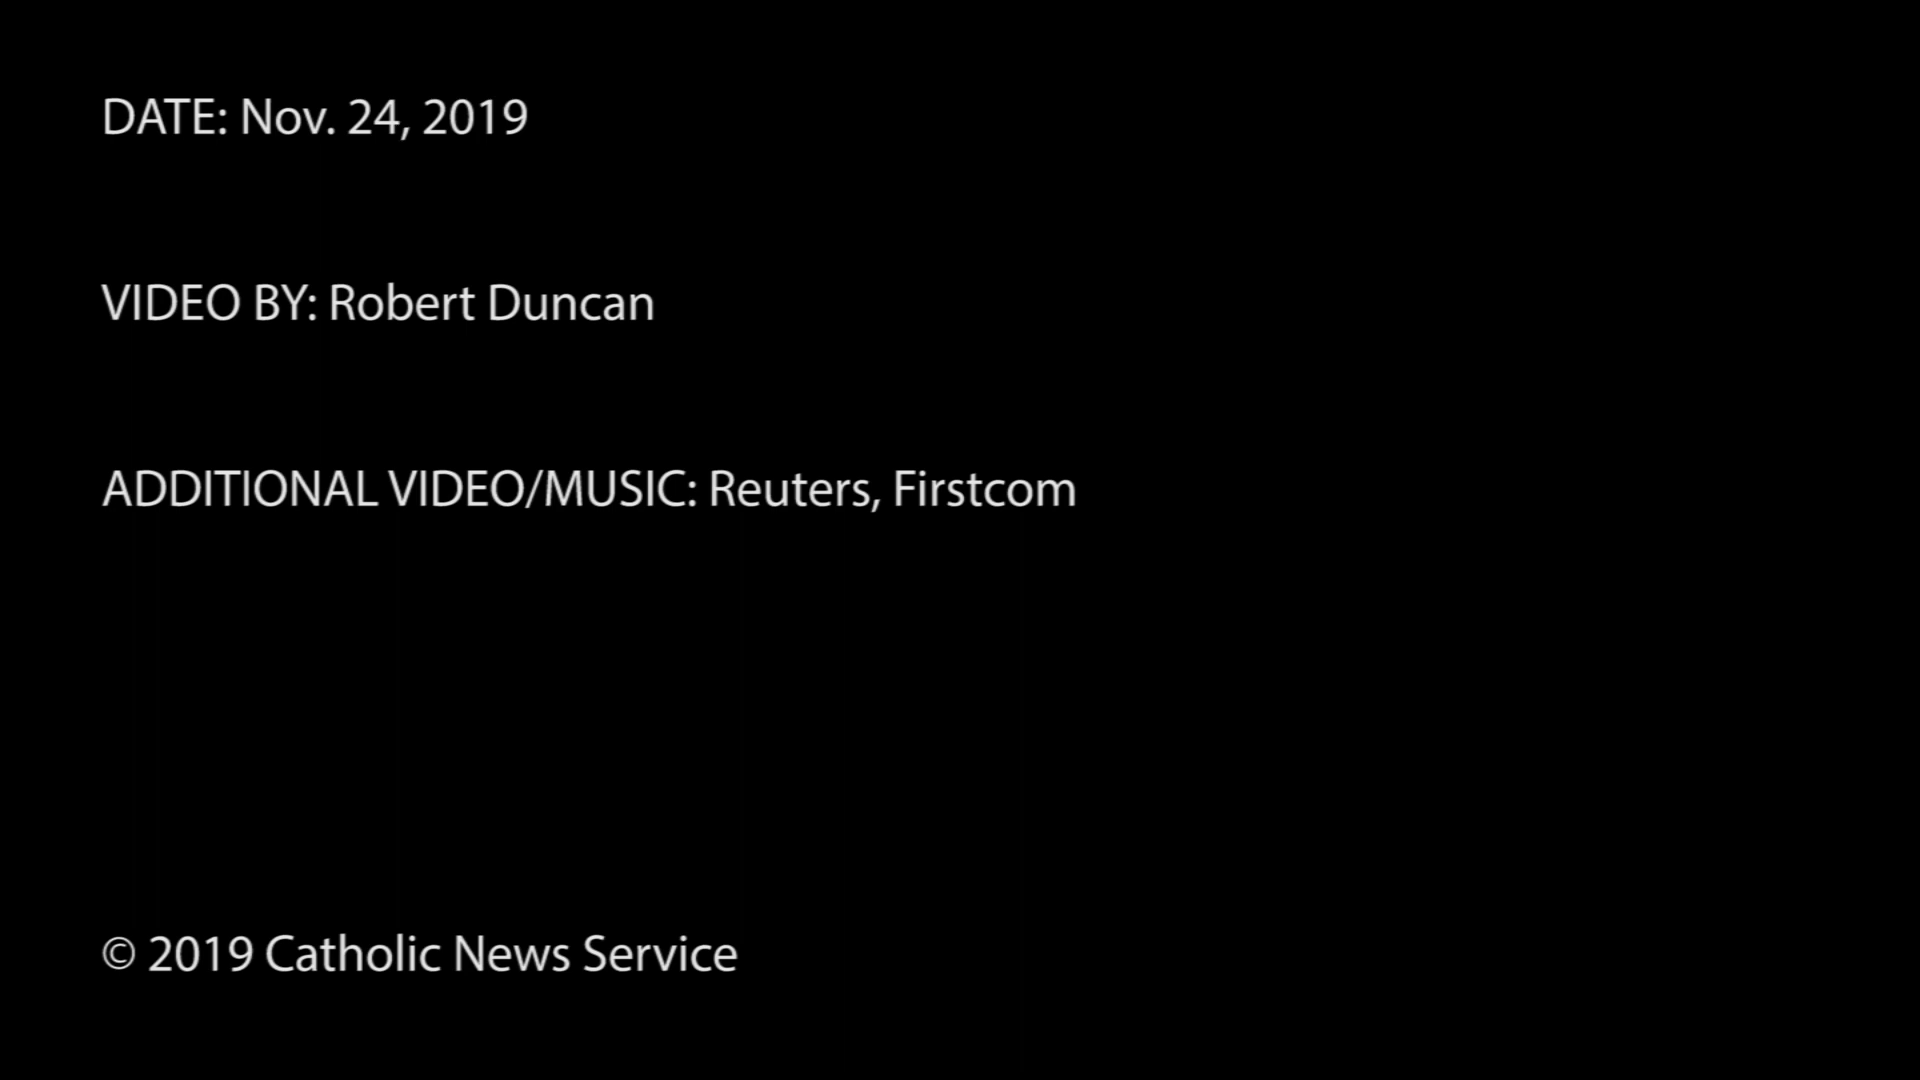 DATE: Nov. 24, 2019
VIDEO BY: Robert Duncan
ADDITIONAL VIDEO/MUSIC: Reuters, Firstcom
© 2019 Catholic News Service